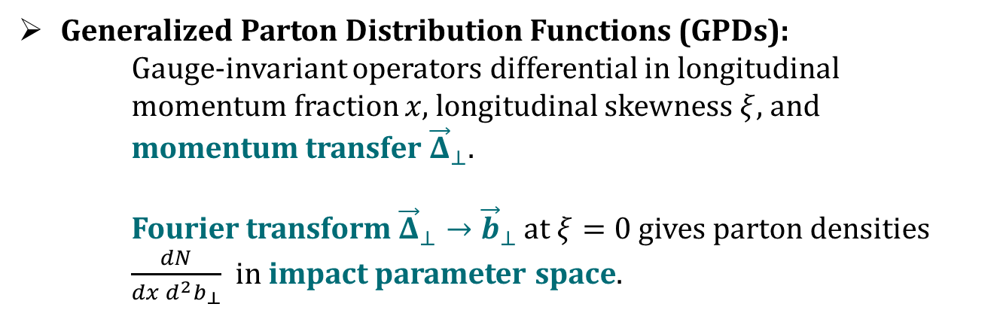 ➢ Generalized Parton Distribution Functions (GPDs):
Gauge-invariant operators differential in longitudinal
momentum fraction x, longitudinal skewness ξ, and
momentum transfer Δ⃗⊥.
Fourier transform Δ⃗⊥ → b⃗⊥ at ξ = 0 gives parton densities
dN/(dx d²b⊥) in impact parameter space.